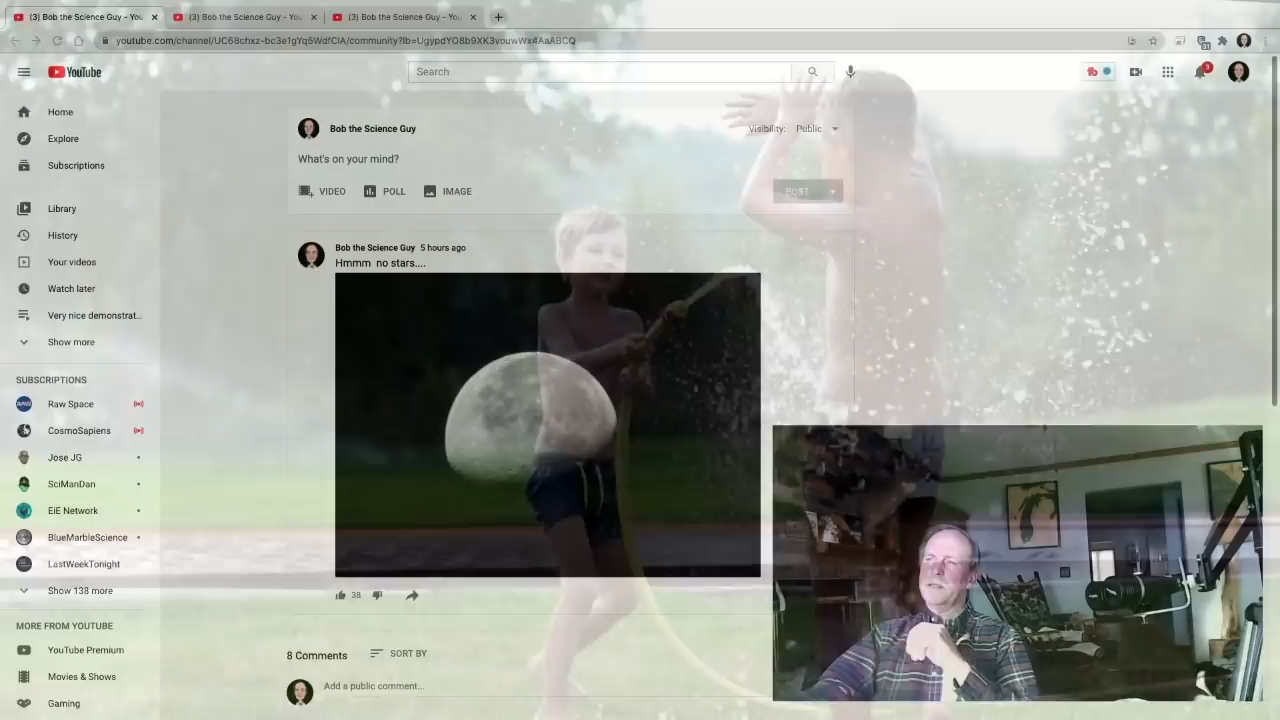 (3) Bob the Science Guy - You
(3) Bob the Science Guy - You
(3) Bob the Science Guy - You
youtube.com/channel/UC68chxz-bc3e1gYq5WdfCIA/community?lb=UgypdYO8b9XK3vouwWx4AaABCQ
YouTube
Search
3
Home
Explore
Subscriptions
Library
History
Your videos
Watch later
Very nice demonstrat...
Show more
SUBSCRIPTIONS
Raw Space
CosmoSapiens
Jose JG
SciManDan
EiE Network
BlueMarbleScience
LastWeekTonight
Show 138 more
MORE FROM YOUTUBE
YouTube Premium
Movies & Shows
Gaming
Bob the Science Guy
Visibility: Public
What's on your mind?
VIDEO POLL IMAGE
POST
Bob the Science Guy 5 hours ago
Hmmm no stars....
38
8 Comments SORT BY
Add a public comment...